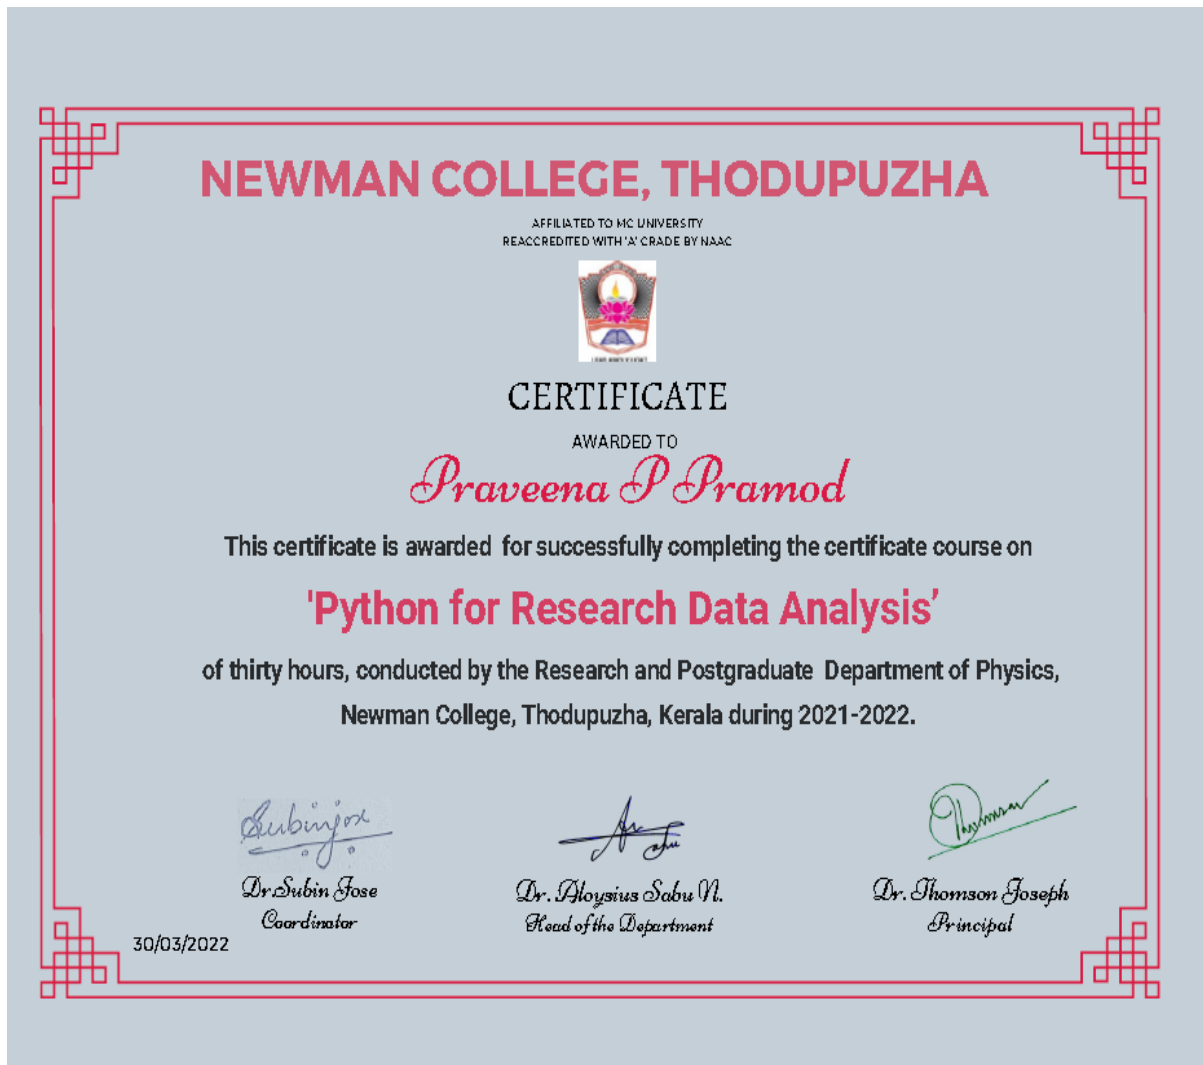 NEWMAN COLLEGE, THODUPUZHA
AFFILIATED TO MC UNIVERSITY
REACCREDITED WITH 'A' GRADE BY NAAC
CERTIFICATE
AWARDED TO
Praveena P Pramod
This certificate is awarded for successfully completing the certificate course on
'Python for Research Data Analysis’
of thirty hours, conducted by the Research and Postgraduate Department of Physics,
Newman College, Thodupuzha, Kerala during 2021-2022.
Subinjose
Thomson
Dr.Subin Jose
Dr. Aloysius Sabu N.
Dr. Thomson Joseph
Coordinator
Head of the Department
Principal
30/03/2022